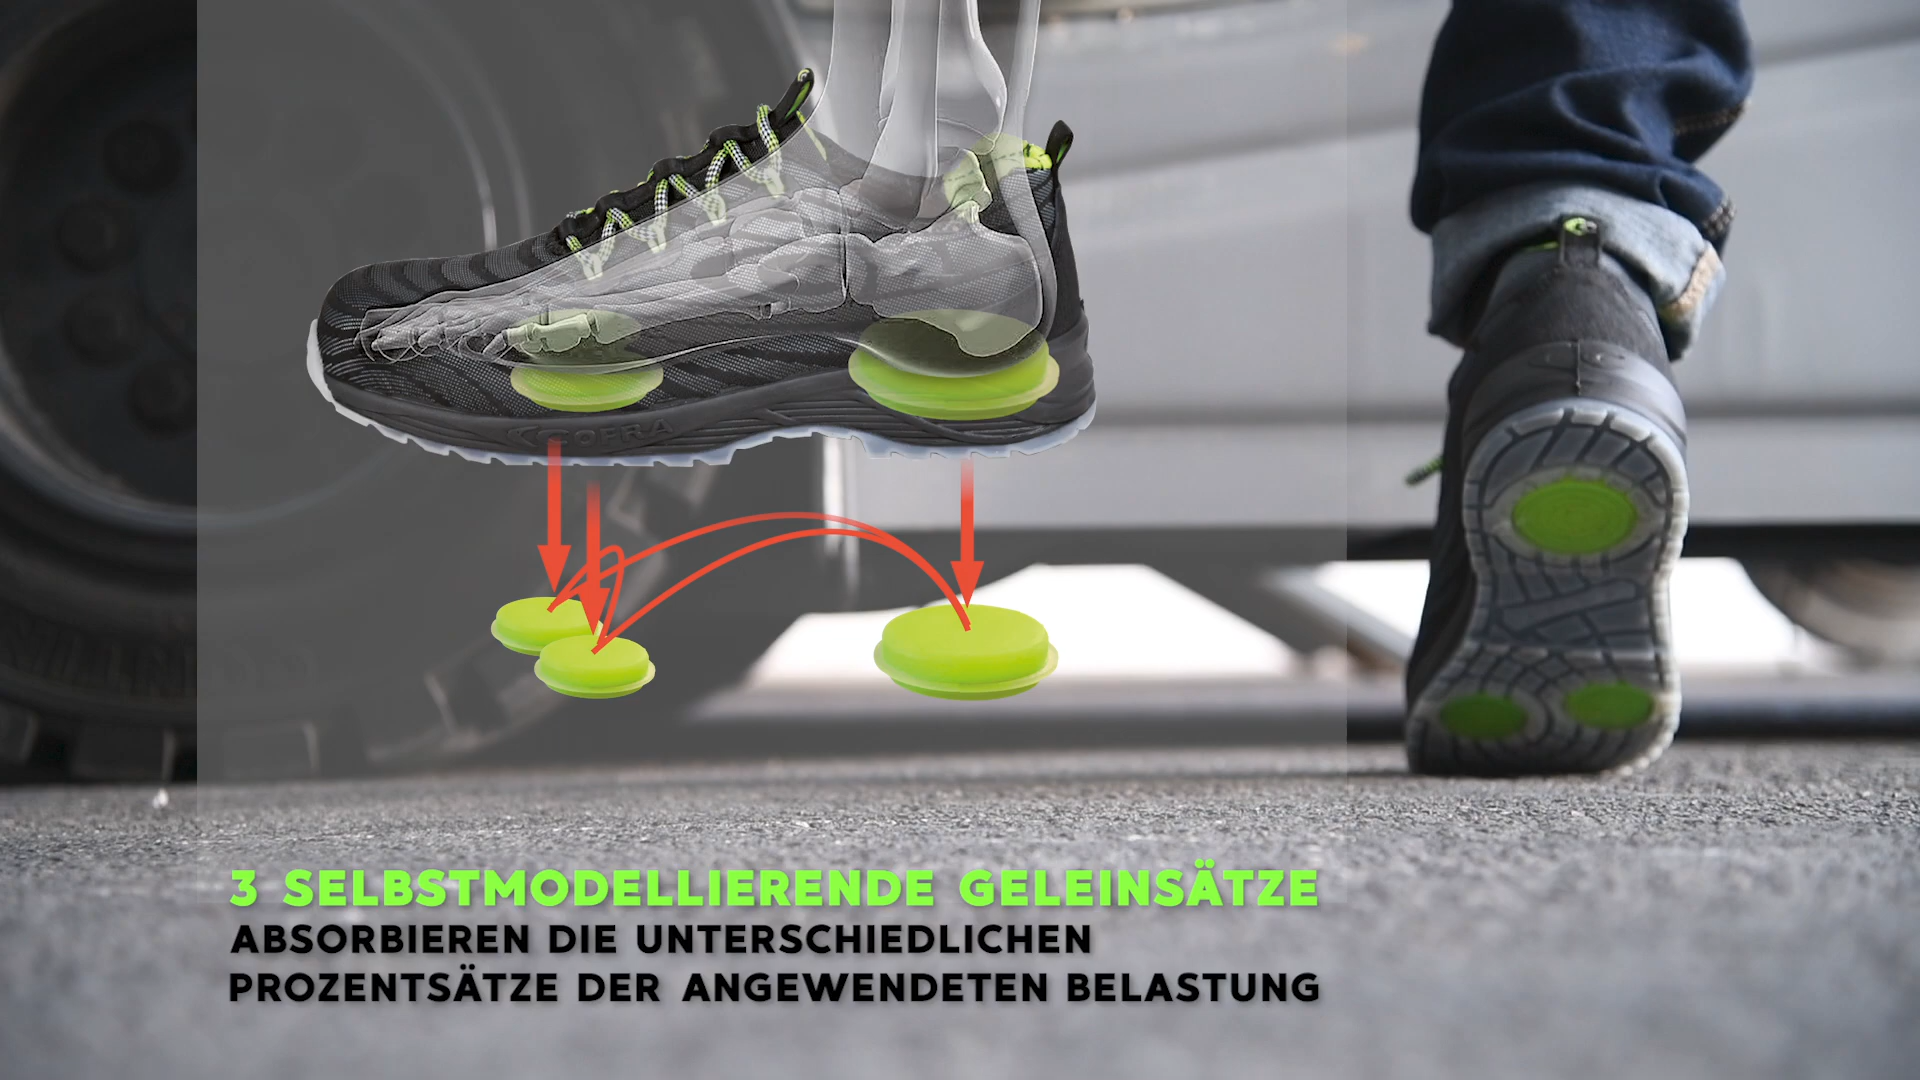 COFRA
3 SELBSTMODELLIERENDE GELEINSÄTZE
ABSORBIEREN DIE UNTERSCHIEDLICHEN
PROZENTSÄTZE DER ANGEWENDETEN BELASTUNG